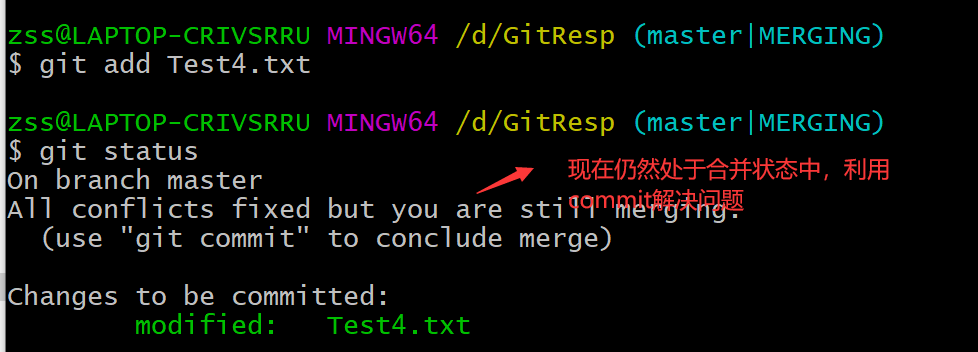 zss@LAPTOP-CRIVSRRU MINGW64 /d/GitResp (master|MERGING)
$ git add Test4.txt
zss@LAPTOP-CRIVSRRU MINGW64 /d/GitResp (master|MERGING)
$ git status
On branch master
现在仍然处于合并状态中，利用
commit解决问题
All conflicts fixed but you are still merging.
(use "git commit" to conclude merge)
Changes to be committed:
modified: Test4.txt